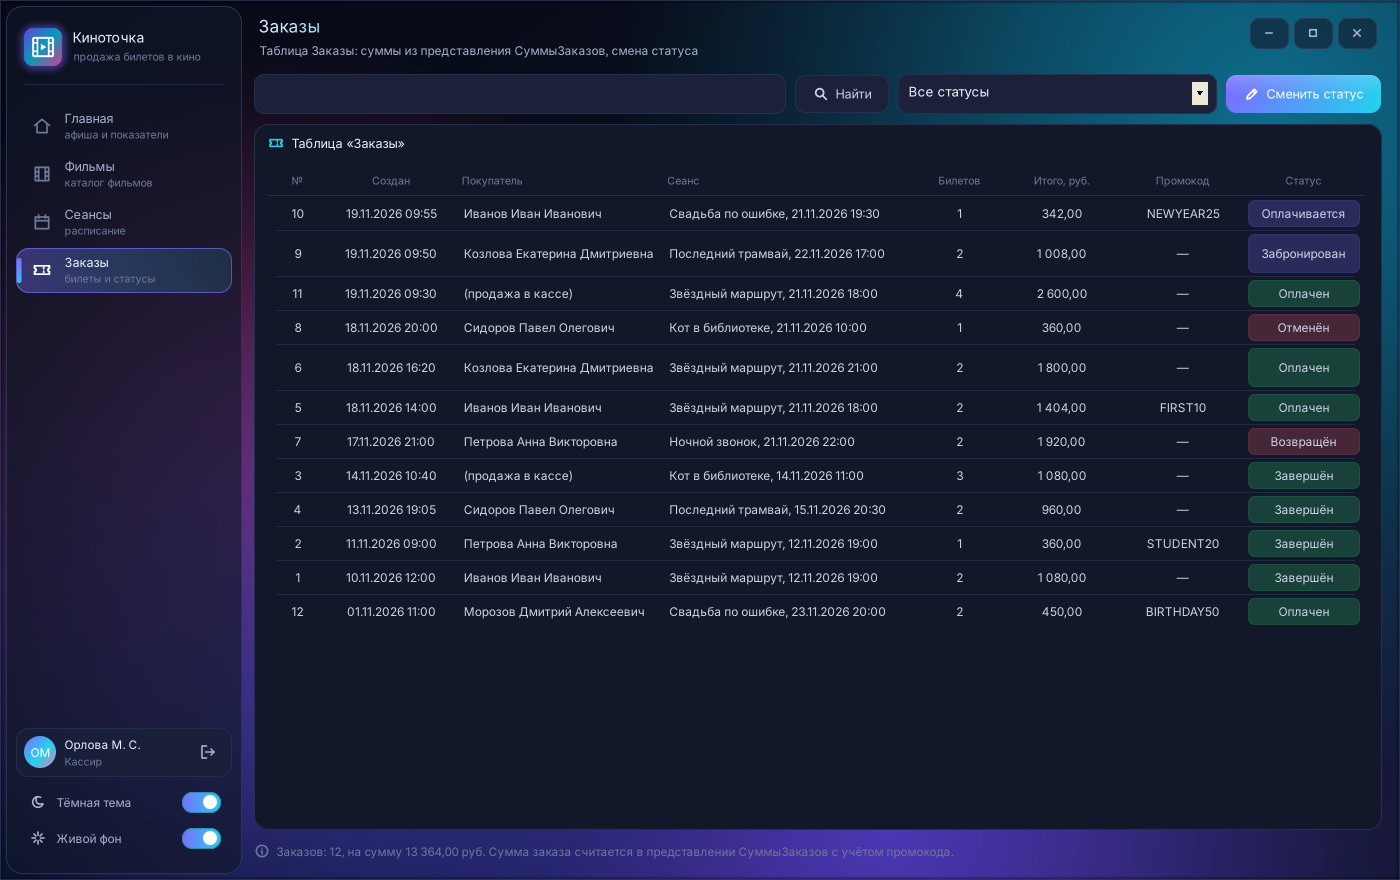 Киноточка
продажа билетов в кино
Главная
афиша и показатели
Фильмы
каталог фильмов
Сеансы
расписание
Заказы
билеты и статусы
ОМ
Орлова М. С.
Кассир
Тёмная тема
Живой фон
Заказы
Таблица Заказы: суммы из представления СуммыЗаказов, смена статуса
Найти
Все статусы
Сменить статус
Таблица «Заказы»
№ Создан Покупатель Сеанс Билетов Итого, руб. Промокод Статус
10 19.11.2026 09:55 Иванов Иван Иванович Свадьба по ошибке, 21.11.2026 19:30 1 342,00 NEWYEAR25 Оплачивается
9 19.11.2026 09:50 Козлова Екатерина Дмитриевна Последний трамвай, 22.11.2026 17:00 2 1 008,00 — Забронирован
11 19.11.2026 09:30 (продажа в кассе) Звёздный маршрут, 21.11.2026 18:00 4 2 600,00 — Оплачен
8 18.11.2026 20:00 Сидоров Павел Олегович Кот в библиотеке, 21.11.2026 10:00 1 360,00 — Отменён
6 18.11.2026 16:20 Козлова Екатерина Дмитриевна Звёздный маршрут, 21.11.2026 21:00 2 1 800,00 — Оплачен
5 18.11.2026 14:00 Иванов Иван Иванович Звёздный маршрут, 21.11.2026 18:00 2 1 404,00 FIRST10 Оплачен
7 17.11.2026 21:00 Петрова Анна Викторовна Ночной звонок, 21.11.2026 22:00 2 1 920,00 — Возвращён
3 14.11.2026 10:40 (продажа в кассе) Кот в библиотеке, 14.11.2026 11:00 3 1 080,00 — Завершён
4 13.11.2026 19:05 Сидоров Павел Олегович Последний трамвай, 15.11.2026 20:30 2 960,00 — Завершён
2 11.11.2026 09:00 Петрова Анна Викторовна Звёздный маршрут, 12.11.2026 19:00 1 360,00 STUDENT20 Завершён
1 10.11.2026 12:00 Иванов Иван Иванович Звёздный маршрут, 12.11.2026 19:00 2 1 080,00 — Завершён
12 01.11.2026 11:00 Морозов Дмитрий Алексеевич Свадьба по ошибке, 23.11.2026 20:00 2 450,00 BIRTHDAY50 Оплачен
Заказов: 12, на сумму 13 364,00 руб. Сумма заказа считается в представлении СуммыЗаказов с учётом промокода.